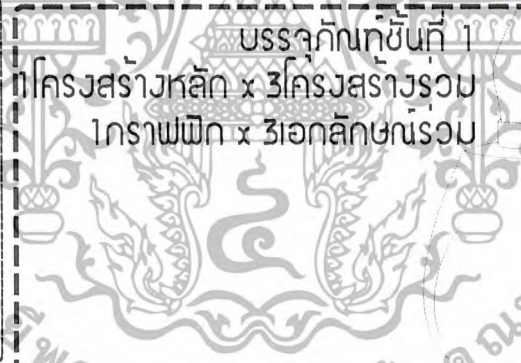 บรรจุภัณฑ์ชั้นที่ 1
1โครงสร้างหลัก x 3โครงสร้างร่วม
1กราฟฟิก x 3เอกลักษณ์ร่วม